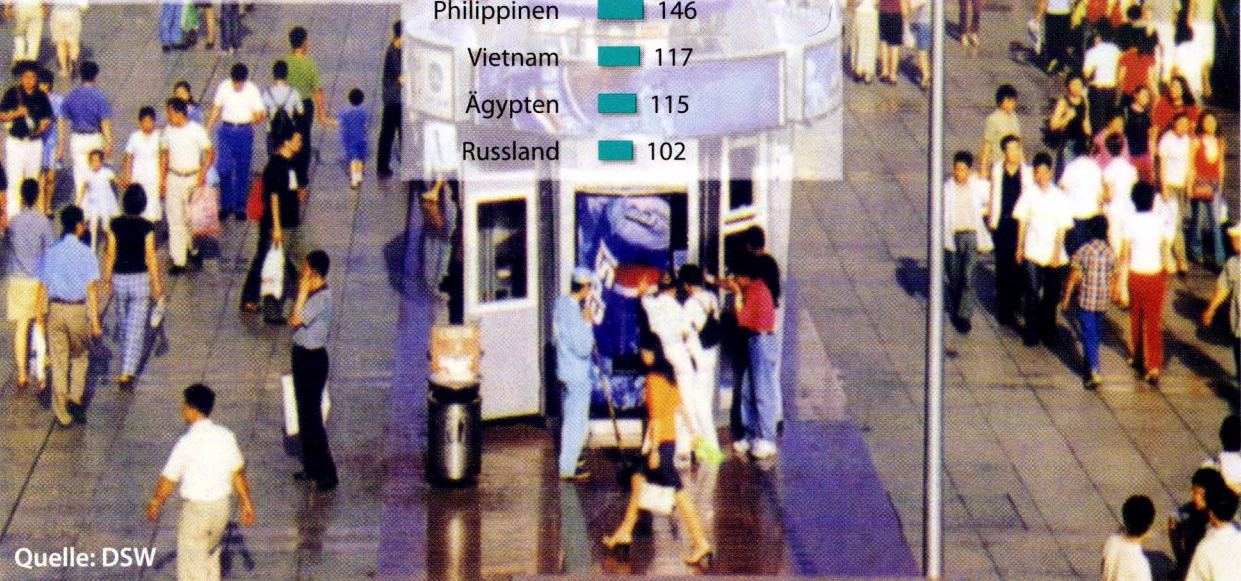 Philippinen 146
Vietnam 117
Ägypten 115
Russland 102
Quelle: DSW